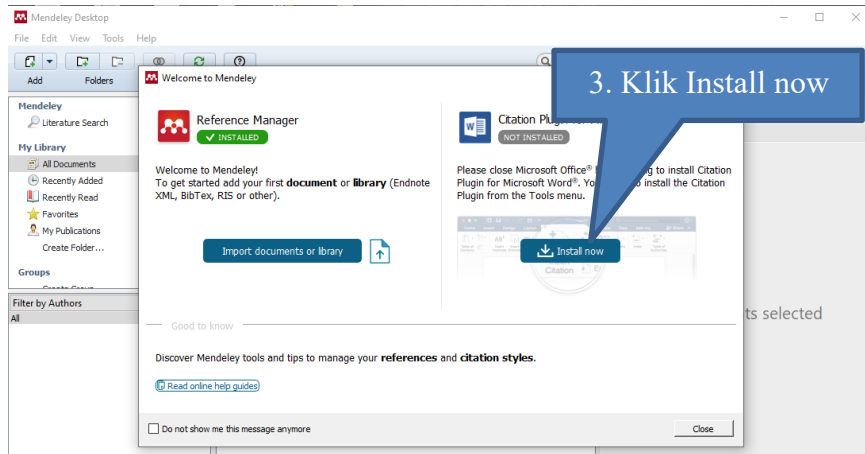 Mendeley Desktop
File Edit View Tools Help
Add Folders
3. Klik Install now
Mendeley
Literature Search
My Library
All Documents
Recently Added
Recently Read
Favorites
My Publications
Create Folder...
Groups
Filter by Authors
All
Welcome to Mendeley
Reference Manager
INSTALLED
Welcome to Mendeley!
To get started add your first document or library (Endnote
XML, BibTex, RIS or other).
Import documents or library
Citation
NOT INSTALLED
Please close Microsoft Office® to install Citation
Plugin for Microsoft Word®. install the Citation
Plugin from the Tools menu.
Install now
Citation
Good to know
Discover Mendeley tools and tips to manage your references and citation styles.
Read online help guides
Do not show me this message anymore
Close
ts selected